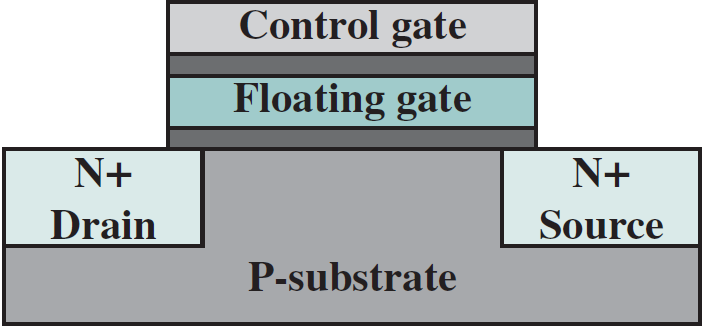 Control gate
Floating gate
N+
Drain
N+
Source
P-substrate